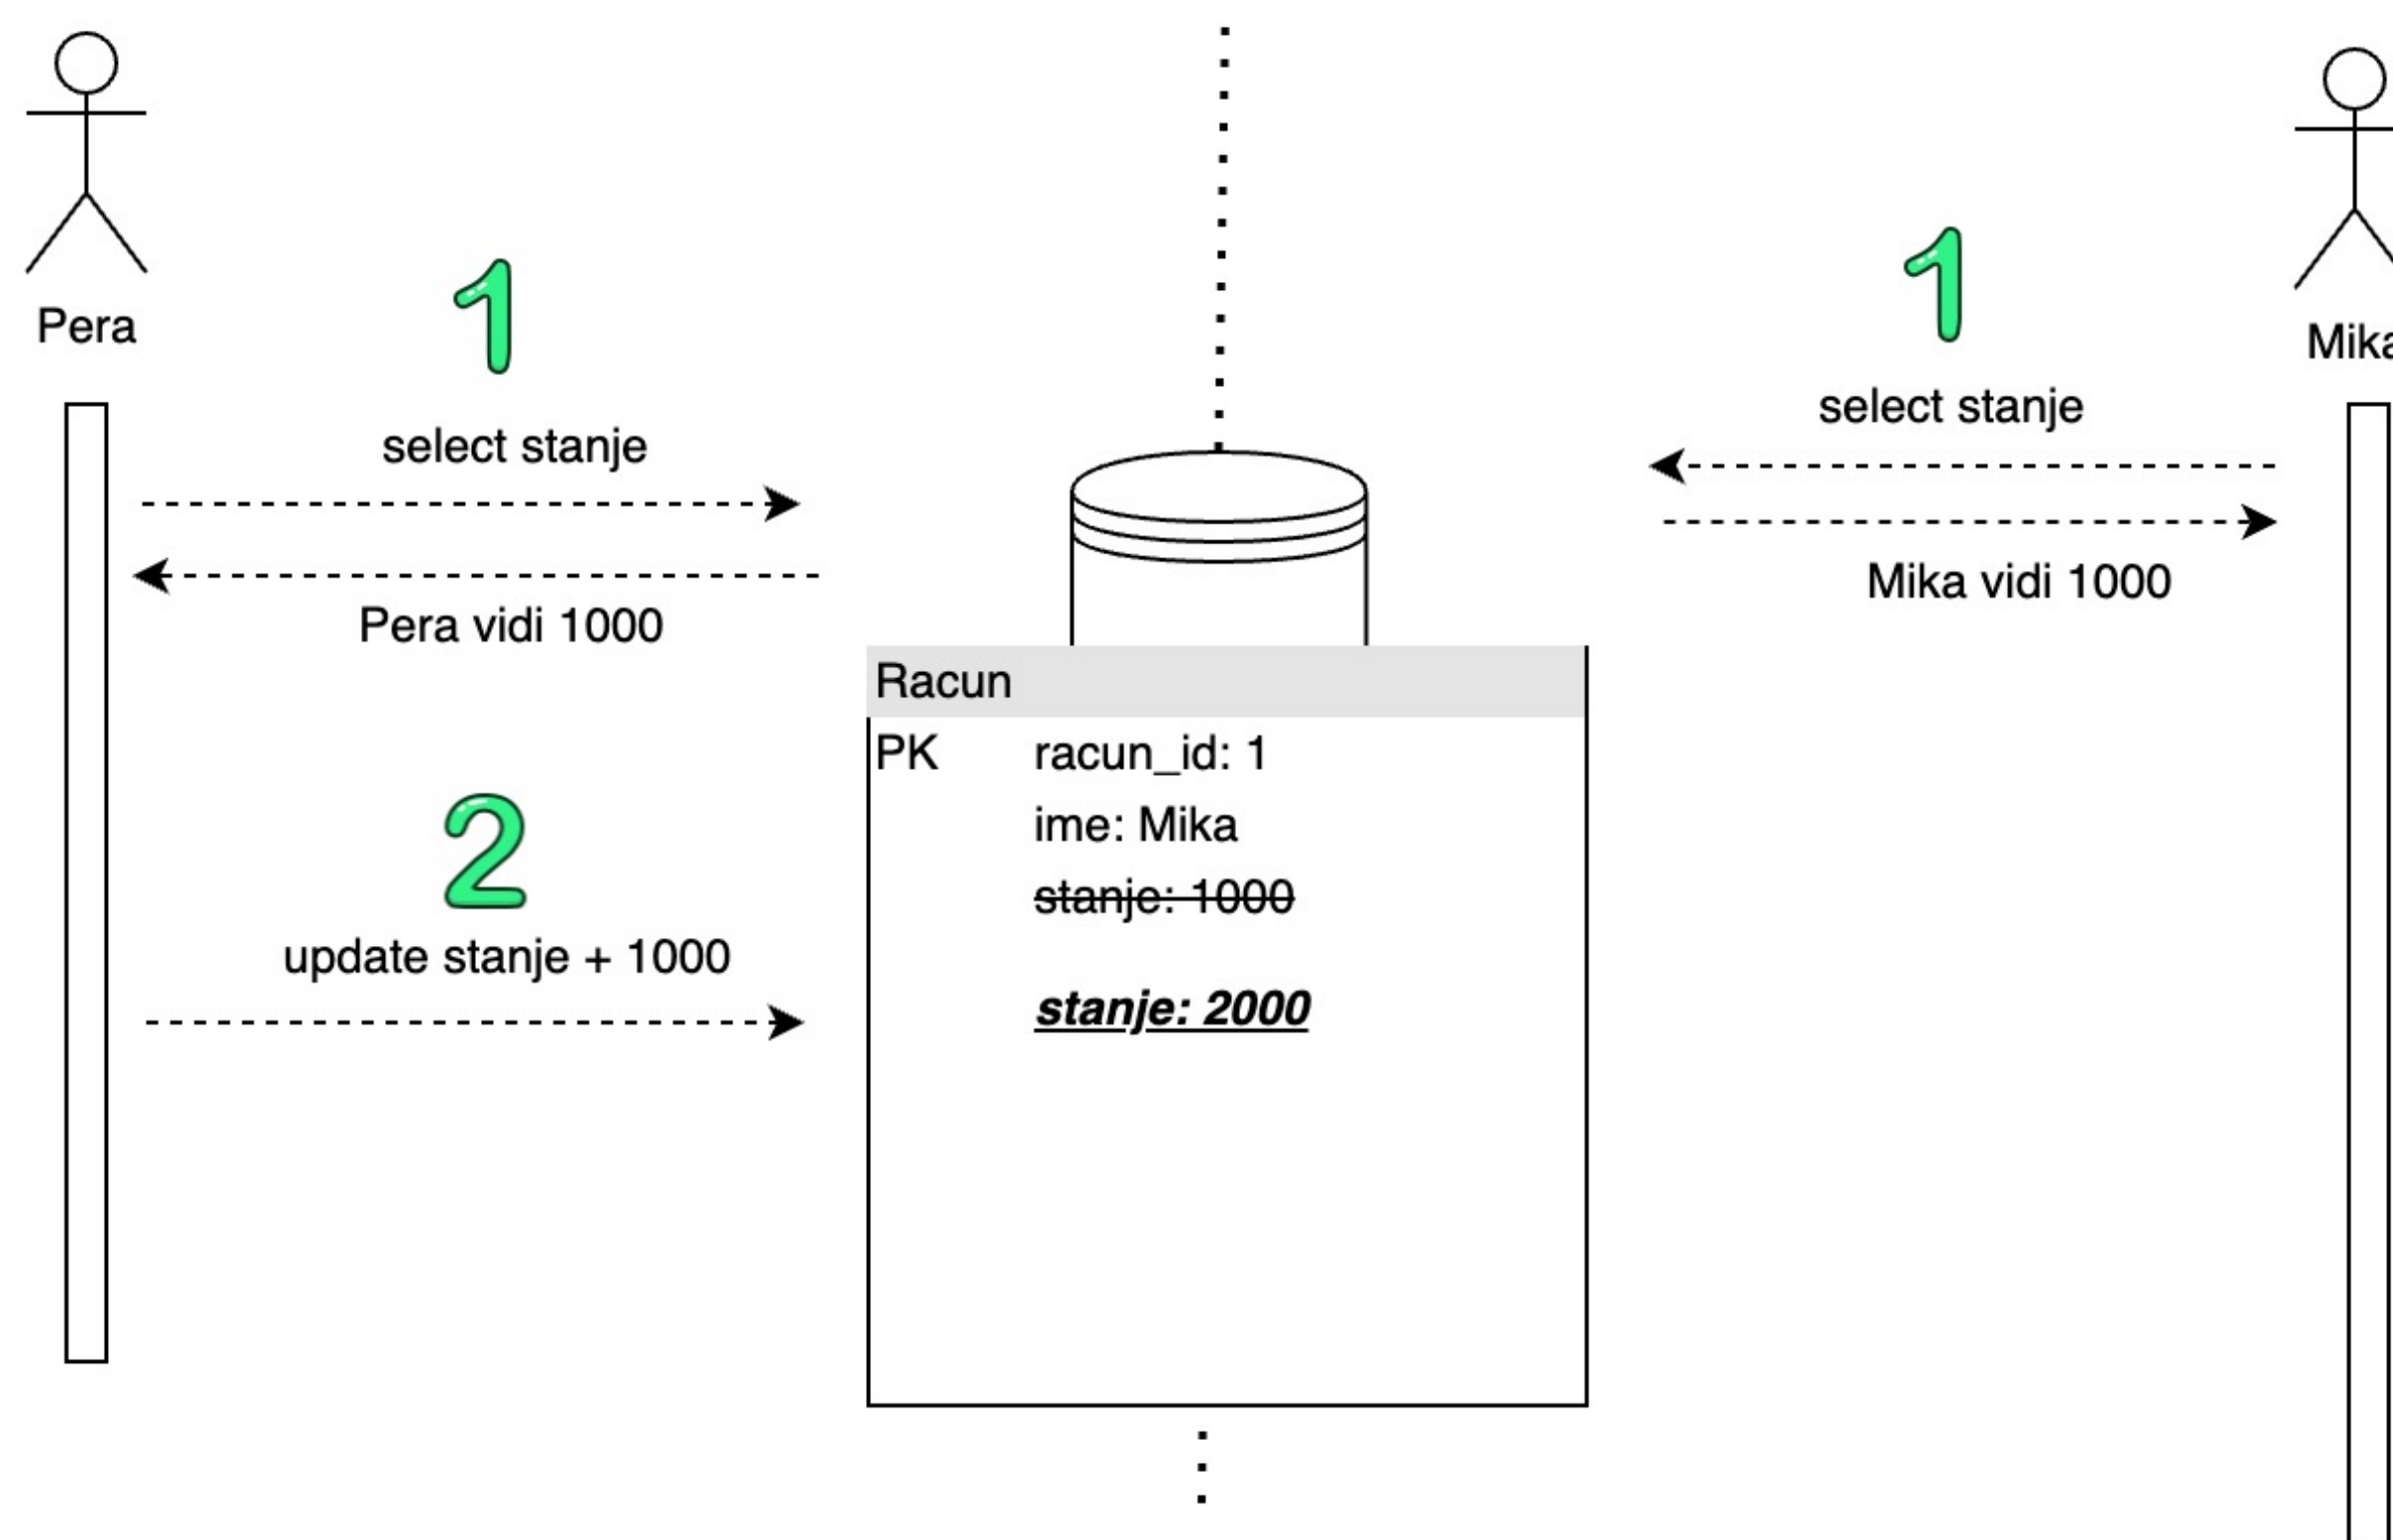 Pera
1
select stanje
Pera vidi 1000
2
update stanje + 1000
Racun
PK racun_id: 1
ime: Mika
stanje: 1000
stanje: 2000
1
select stanje
Mika vidi 1000
Mika